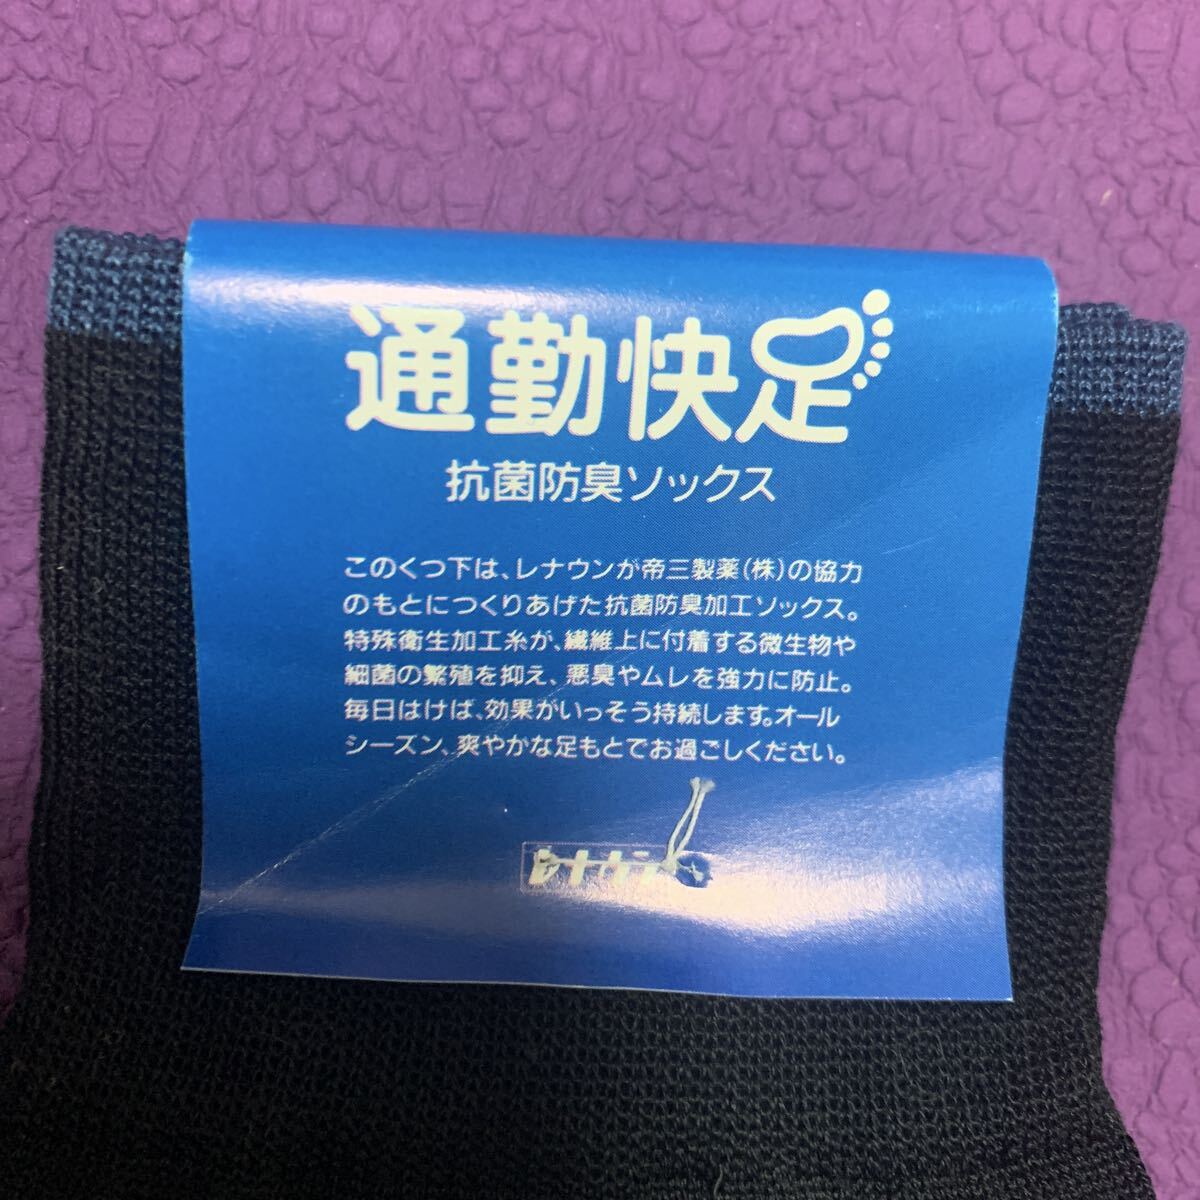 通勤快足
抗菌防臭ソックス
このくつ下は、レナウンが帝三製薬(株)の協力
のもとにつくりあげた抗菌防臭加工ソックス。
特殊衛生加工糸が、繊維上に付着する微生物や
細菌の繁殖を抑え、悪臭やムレを強力に防止。
毎日はけば、効果がいっそう持続します。オール
シーズン、爽やかな足もとでお過ごしください。
レナウン